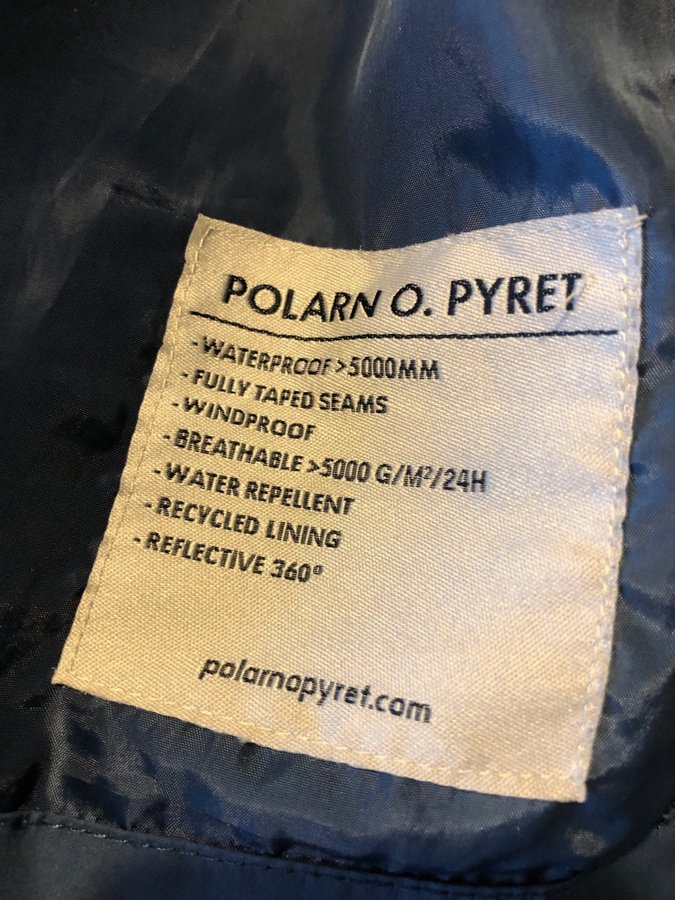 POLARN O. PYRET
- WATERPROOF >5000MM
- FULLY TAPED SEAMS
- WINDPROOF
- BREATHABLE >5000 G/M²/24H
- WATER REPELLENT
- RECYCLED LINING
- REFLECTIVE 360º
polarnopyret.com